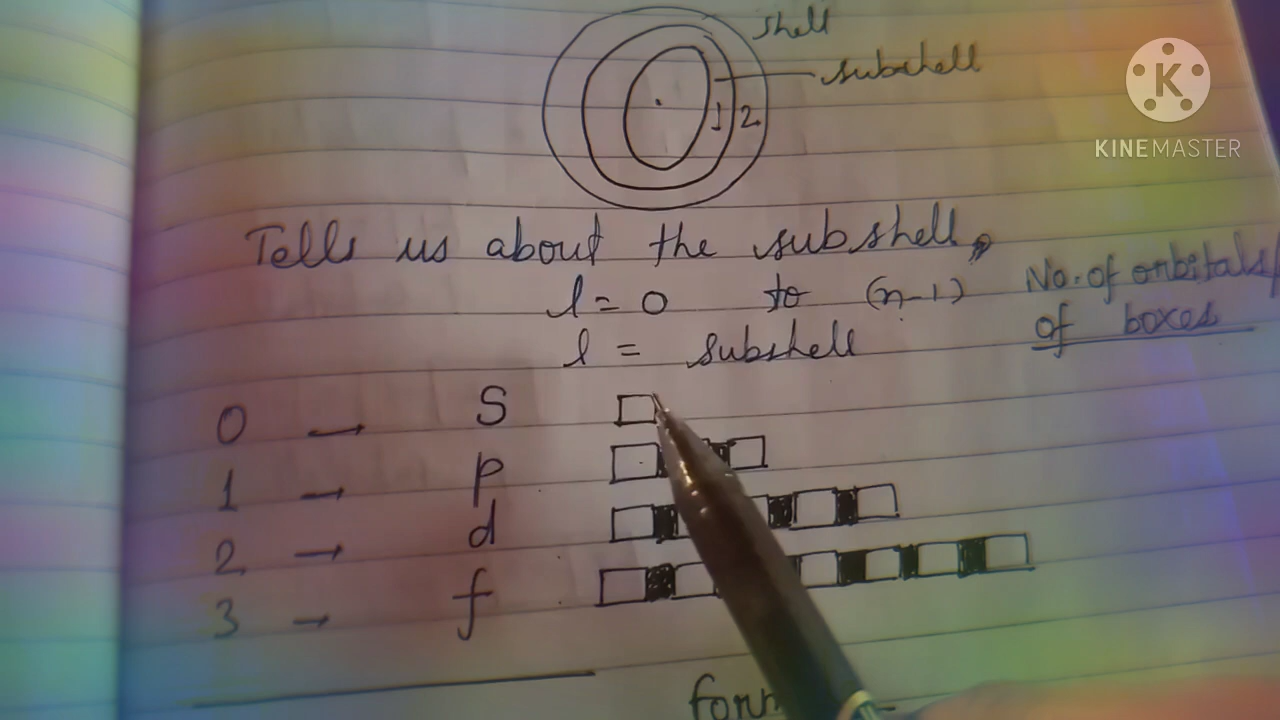 shell
subshell
1 2
KINEMASTER
Tells us about the subshell.
l = 0 to (n-1)
No. of orbitals/
of boxes
l = subshell
0 → S
1 → p
2 → d
3 → f